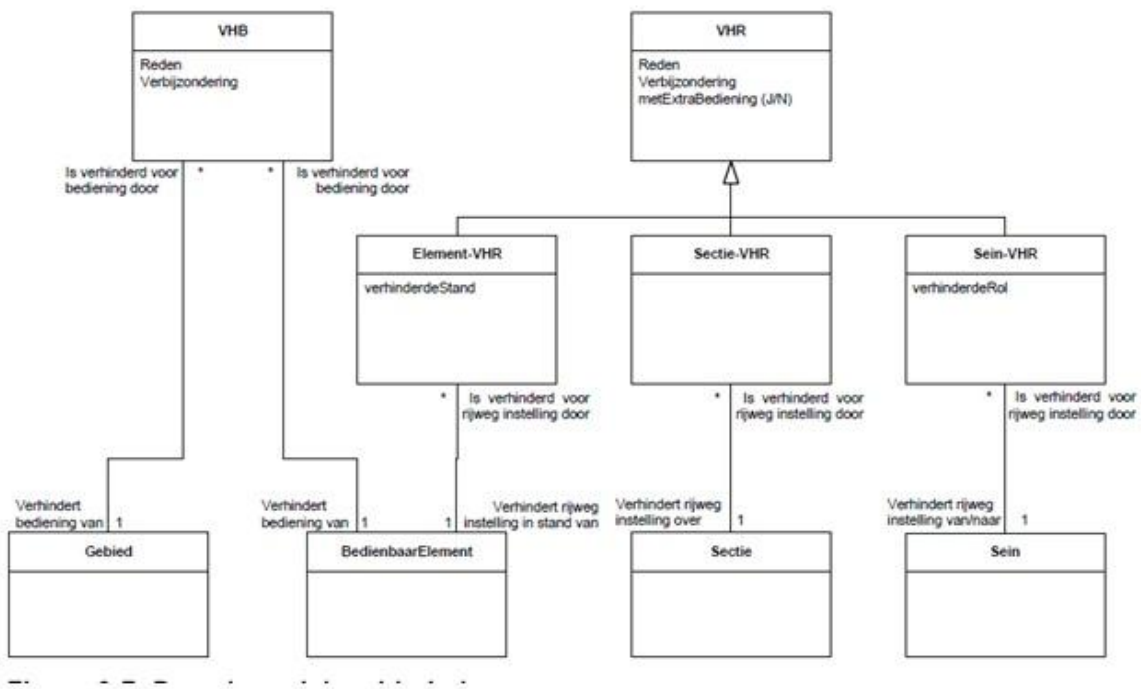 VHB
Reden
Verbijzondering
VHR
Reden
Verbijzondering
metExtraBediening (J/N)
Is verhinderd voor
bediening door
*
*
Is verhinderd voor
bediening door
Element-VHR
verhinderdeStand
Sectie-VHR
Sein-VHR
verhinderdeRol
*
Is verhinderd voor
rijweg instelling door
*
Is verhinderd voor
rijweg instelling door
*
Is verhinderd voor
rijweg instelling door
Verhindert
bediening van
1
Verhindert
bediening van
1
1
Verhindert rijweg
instelling in stand van
Verhindert rijweg
instelling over
1
Verhindert rijweg
instelling van/naar
1
Gebied
BedienbaarElement
Sectie
Sein